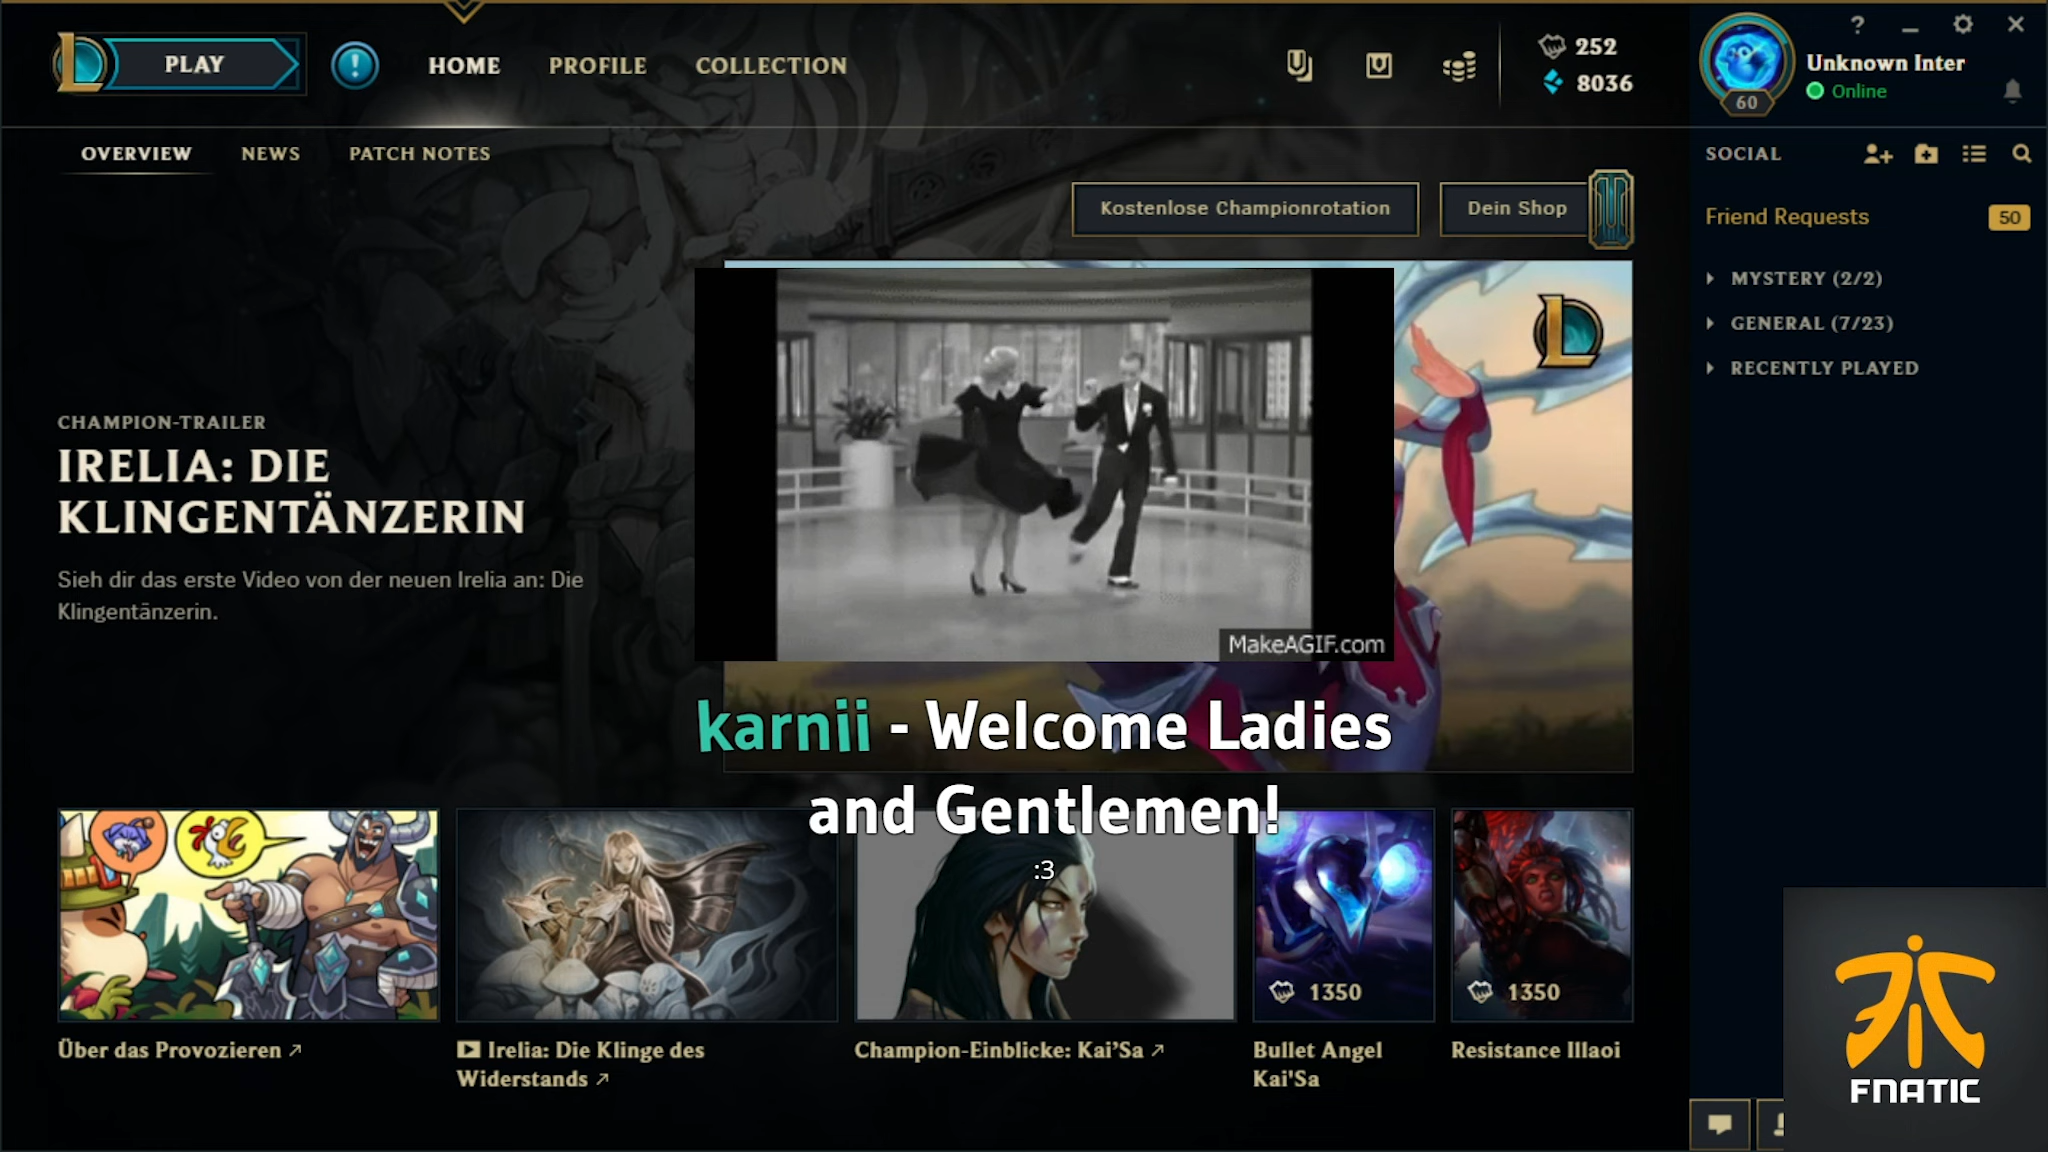 PLAY
HOME
PROFILE
COLLECTION
252
8036
60
Unknown Inter
Online
OVERVIEW
NEWS
PATCH NOTES
SOCIAL
Kostenlose Championrotation
Dein Shop
Friend Requests
50
MYSTERY (2/2)
GENERAL (7/23)
RECENTLY PLAYED
CHAMPION-TRAILER
IRELIA: DIE
KLINGENTÄNZERIN
Sieh dir das erste Video von der neuen Irelia an: Die
Klingentänzerin.
MakeAGIF.com
karnii - Welcome Ladies
and Gentlemen!
:3
1350
1350
Über das Provozieren
Irelia: Die Klinge des
Widerstands
Champion-Einblicke: Kai'Sa
Bullet Angel
Kai'Sa
Resistance Illaoi
FNATIC